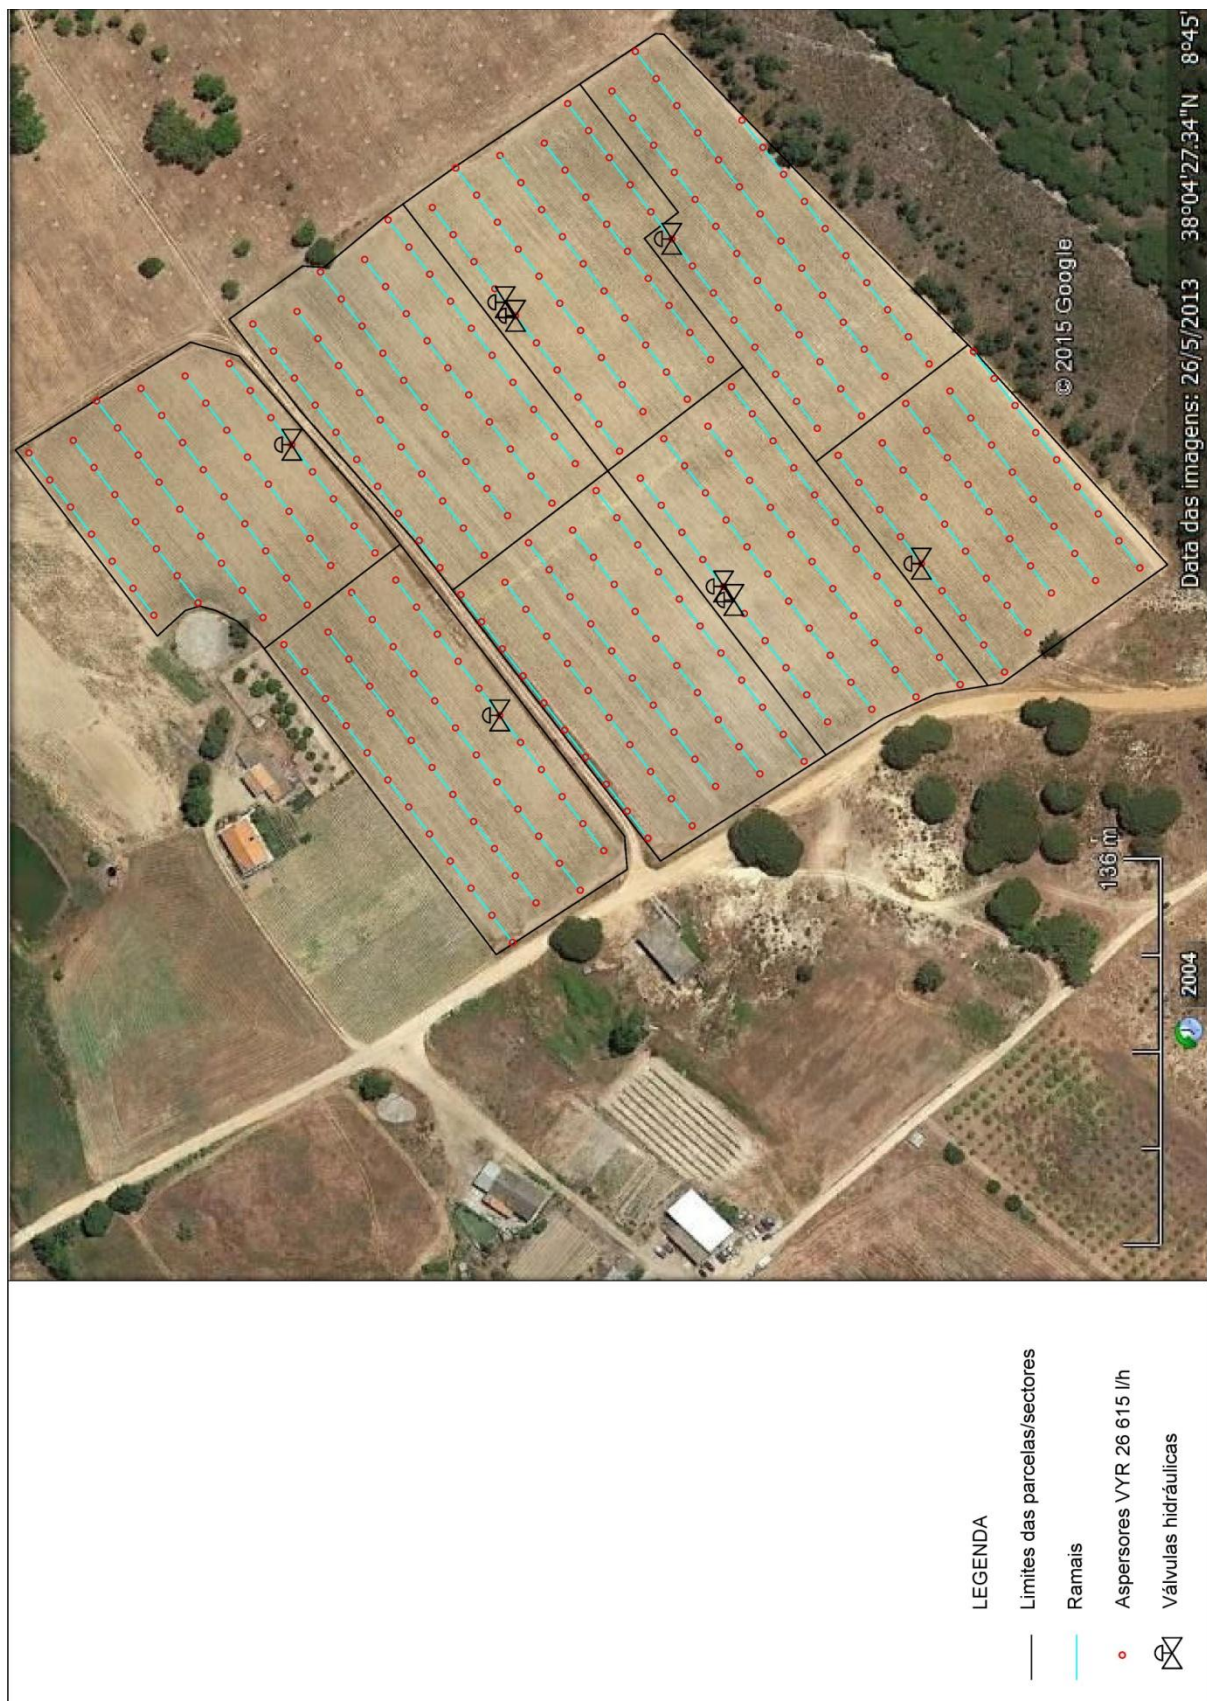 LEGENDA
Limites das parcelas/sectores
Ramais
Aspersores VYR 26 615 l/h
Válvulas hidráulicas
2004
136 m
© 2015 Google
Data das imagens: 26/5/2013 38°04'27.34"N 8°45'